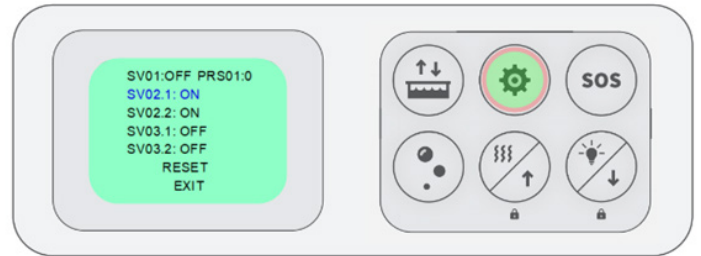 SV01:OFF PRS01:0
SV02.1: ON
SV02.2: ON
SV03.1: OFF
SV03.2: OFF
RESET
EXIT
SOS